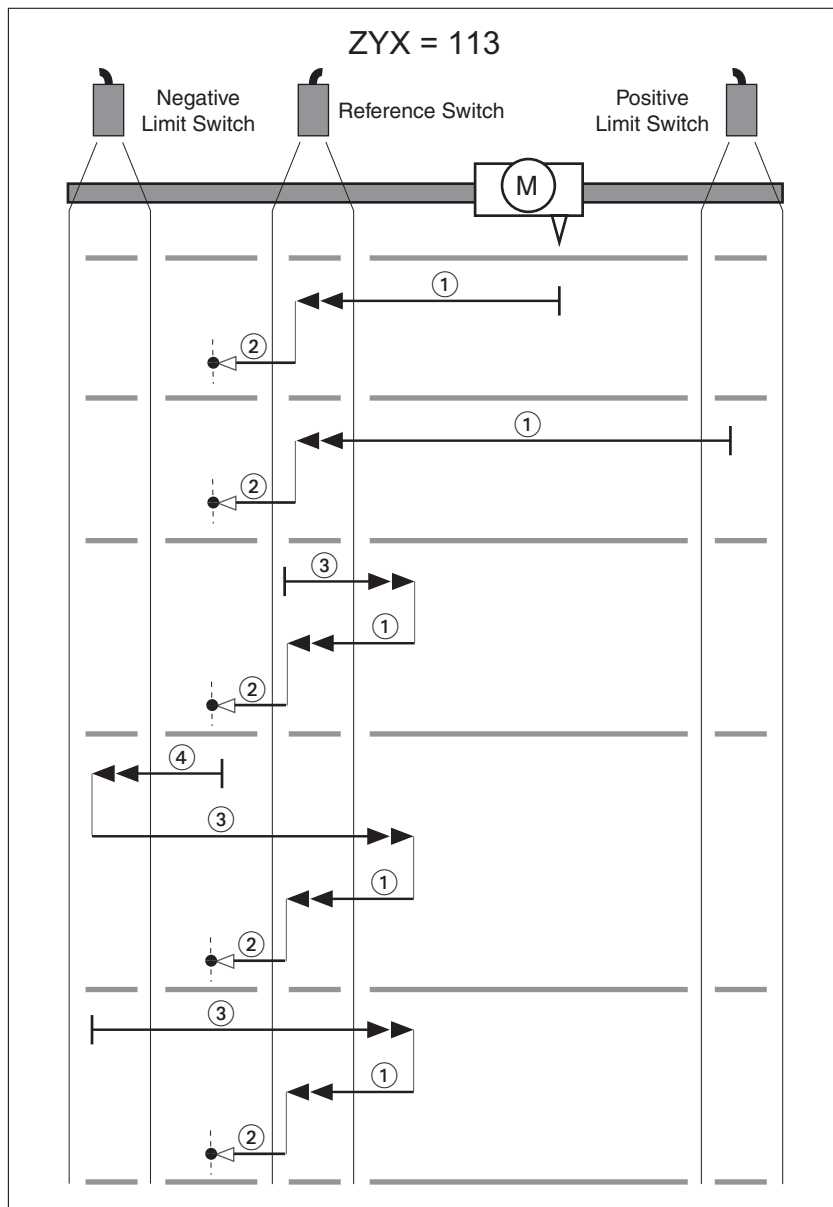 ZYX = 113
Negative
Limit Switch
Reference Switch
Positive
Limit Switch
M
1
2
1
2
3
1
2
4
3
1
2
3
1
2